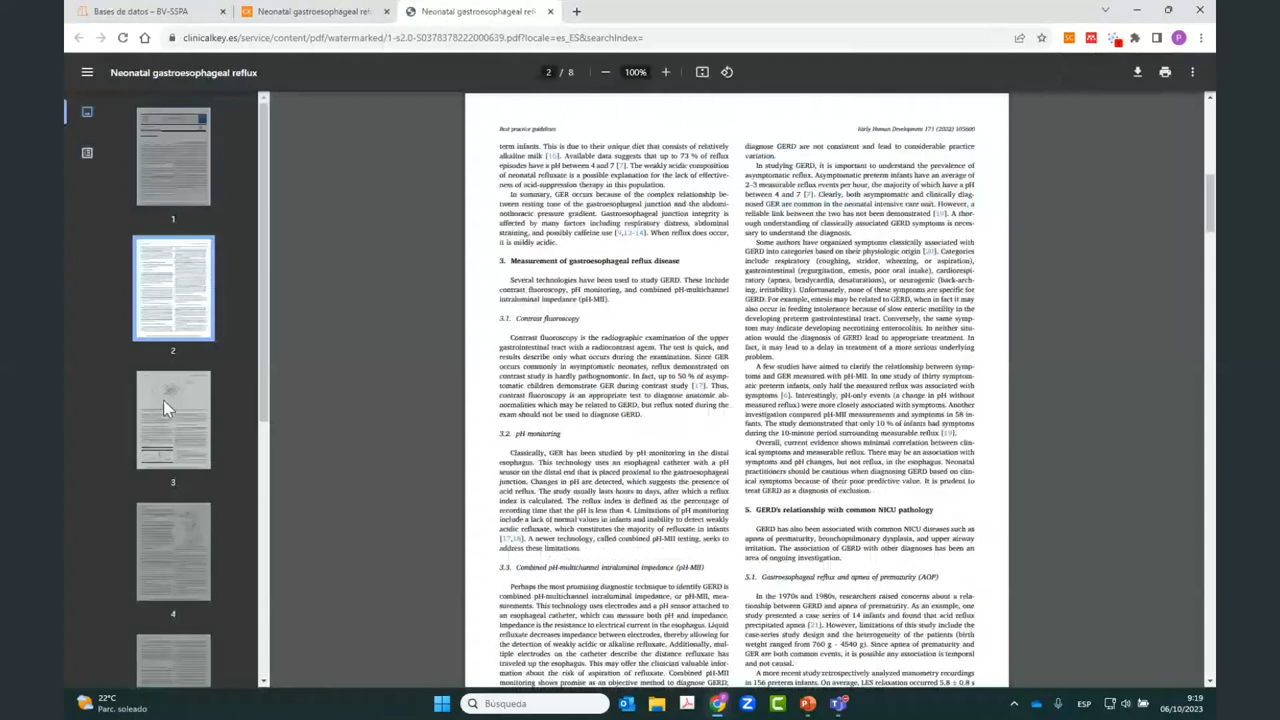 Bases de datos – BV-SSPA
Neonatal gastroesophageal ref
Neonatal gastroesophageal ref
clinicalkey.es/service/content/pdf/watermarked/1-s2.0-S0378378222000639.pdf?locale=es_ES&searchIndex=
Neonatal gastroesophageal reflux
2 / 8
100%
1
2
3
4
Best practice guidelines
Early Human Development 171 (2022) 105600
term infants. This is due to their unique diet that consists of relatively
alkaline milk [16]. Available data suggests that up to 73 % of reflux
episodes have a pH between 4 and 7 [7]. The weakly acidic composition
of neonatal refluxate is a possible explanation for the lack of effective-
ness of acid-suppression therapy in this population.
In summary, GER occurs because of the complex relationship be-
tween resting tone of the gastroesophageal junction and the abdomi-
nothoracic pressure gradient. Gastroesophageal junction integrity is
affected by many factors including respiratory distress, abdominal
straining, and possibly caffeine use [9,13–14]. When reflux does occur,
it is mildly acidic.
3. Measurement of gastroesophageal reflux disease
Several technologies have been used to study GERD. These include
contrast fluoroscopy, pH monitoring, and combined pH-multichannel
intraluminal impedance (pH-MII).
3.1. Contrast fluoroscopy
Contrast fluoroscopy is the radiographic examination of the upper
gastrointestinal tract with a radiocontrast agent. The test is quick, and
results describe only what occurs during the examination. Since GER
occurs commonly in asymptomatic neonates, reflux demonstrated on
contrast study is hardly pathognomonic. In fact, up to 50 % of asymp-
tomatic children demonstrate GER during contrast study [17]. Thus,
contrast fluoroscopy is an appropriate test to diagnose anatomic ab-
normalities which may be related to GERD, but reflux noted during the
exam should not be used to diagnose GERD.
3.2. pH monitoring
Classically, GER has been studied by pH monitoring in the distal
esophagus. This technology uses an esophageal catheter with a pH
sensor on the distal end that is placed proximal to the gastroesophageal
junction. Changes in pH are detected, which suggests the presence of
acid reflux. The study usually lasts hours to days, after which a reflux
index is calculated. The reflux index is defined as the percentage of
recording time that the pH is less than 4. Limitations of pH monitoring
include a lack of normal values in infants and inability to detect weakly
acidic refluxate, which constitutes the majority of refluxate in infants
[17,18]. A newer technology, called combined pH-MII testing, seeks to
address these limitations.
3.3. Combined pH-multichannel intraluminal impedance (pH-MII)
Perhaps the most promising diagnostic technique to identify GERD is
combined pH-multichannel intraluminal impedance, or pH-MII, mea-
surements. This technology uses electrodes and a pH sensor attached to
an esophageal catheter, which can measure both pH and impedance.
Impedance is the resistance to electrical current in the esophagus. Liquid
refluxate decreases impedance between electrodes, thereby allowing for
the detection of weakly acidic or alkaline refluxate. Additionally, mul-
tiple electrodes on the catheter describe the distance refluxate has
traveled up the esophagus. This may offer the clinician valuable infor-
mation about the risk of aspiration of refluxate. Combined pH-MII
monitoring shows promise as an objective method to diagnose GERD;
diagnose GERD are not consistent and lead to considerable practice
variation.
In studying GERD, it is important to understand the prevalence of
asymptomatic reflux. Asymptomatic preterm infants have an average of
2–3 measurable reflux events per hour, the majority of which have a pH
between 4 and 7 [7]. Clearly, both asymptomatic and clinically diag-
nosed GER are common in the neonatal intensive care unit. However, a
reliable link between the two has not been demonstrated [19]. A thor-
ough understanding of classically associated GERD symptoms is neces-
sary to understand the diagnosis.
Some authors have organized symptoms classically associated with
GERD into categories based on their physiologic origin [20]. Categories
include respiratory (coughing, stridor, wheezing, or aspiration),
gastrointestinal (regurgitation, emesis, poor oral intake), cardiorespi-
ratory (apnea, bradycardia, desaturations), or neurogenic (back-arch-
ing, irritability). Unfortunately, none of these symptoms are specific for
GERD. For example, emesis may be related to GERD, when in fact it may
also occur in feeding intolerance because of slow enteric motility in the
developing preterm gastrointestinal tract. Conversely, the same symp-
tom may indicate developing necrotizing enterocolitis. In neither situ-
ation would the diagnosis of GERD lead to appropriate treatment. In
fact, it may lead to a delay in treatment of a more serious underlying
problem.
A few studies have aimed to clarify the relationship between symp-
toms and GER measured with pH-MII. In one study of thirty symptom-
atic preterm infants, only half the measured reflux was associated with
symptoms [6]. Interestingly, pH-only events (a change in pH without
measured reflux) were more closely associated with symptoms. Another
investigation compared pH-MII measurements and symptoms in 58 in-
fants. The study demonstrated that only 10 % of infants had symptoms
during the 10-minute period surrounding measurable reflux [19].
Overall, current evidence shows minimal correlation between clin-
ical symptoms and measurable reflux. There may be an association with
symptoms and pH changes, but not reflux, in the esophagus. Neonatal
practitioners should be cautious when diagnosing GERD based on clin-
ical symptoms because of their poor predictive value. It is prudent to
treat GERD as a diagnosis of exclusion.
5. GERD's relationship with common NICU pathology
GERD has also been associated with common NICU diseases such as
apnea of prematurity, bronchopulmonary dysplasia, and upper airway
irritation. The association of GERD with other diagnoses has been an
area of ongoing investigation.
5.1. Gastroesophageal reflux and apnea of prematurity (AOP)
In the 1970s and 1980s, researchers raised concerns about a rela-
tionship between GERD and apnea of prematurity. As an example, one
study presented a case series of 14 infants and found that acid reflux
precipitated apnea [21]. However, limitations of this study include the
case-series study design and the heterogeneity of the patients (birth
weight ranged from 760 g – 4540 g). Since apnea of prematurity and
GER are both common events, it is possible any association is temporal
and not causal.
A more recent study retrospectively analyzed manometry recordings
in 156 preterm infants. On average, LES relaxation occurred 5.8 ± 0.8 s
22°C
Parc. soleado
Búsqueda
ESP
9:19
06/10/2023